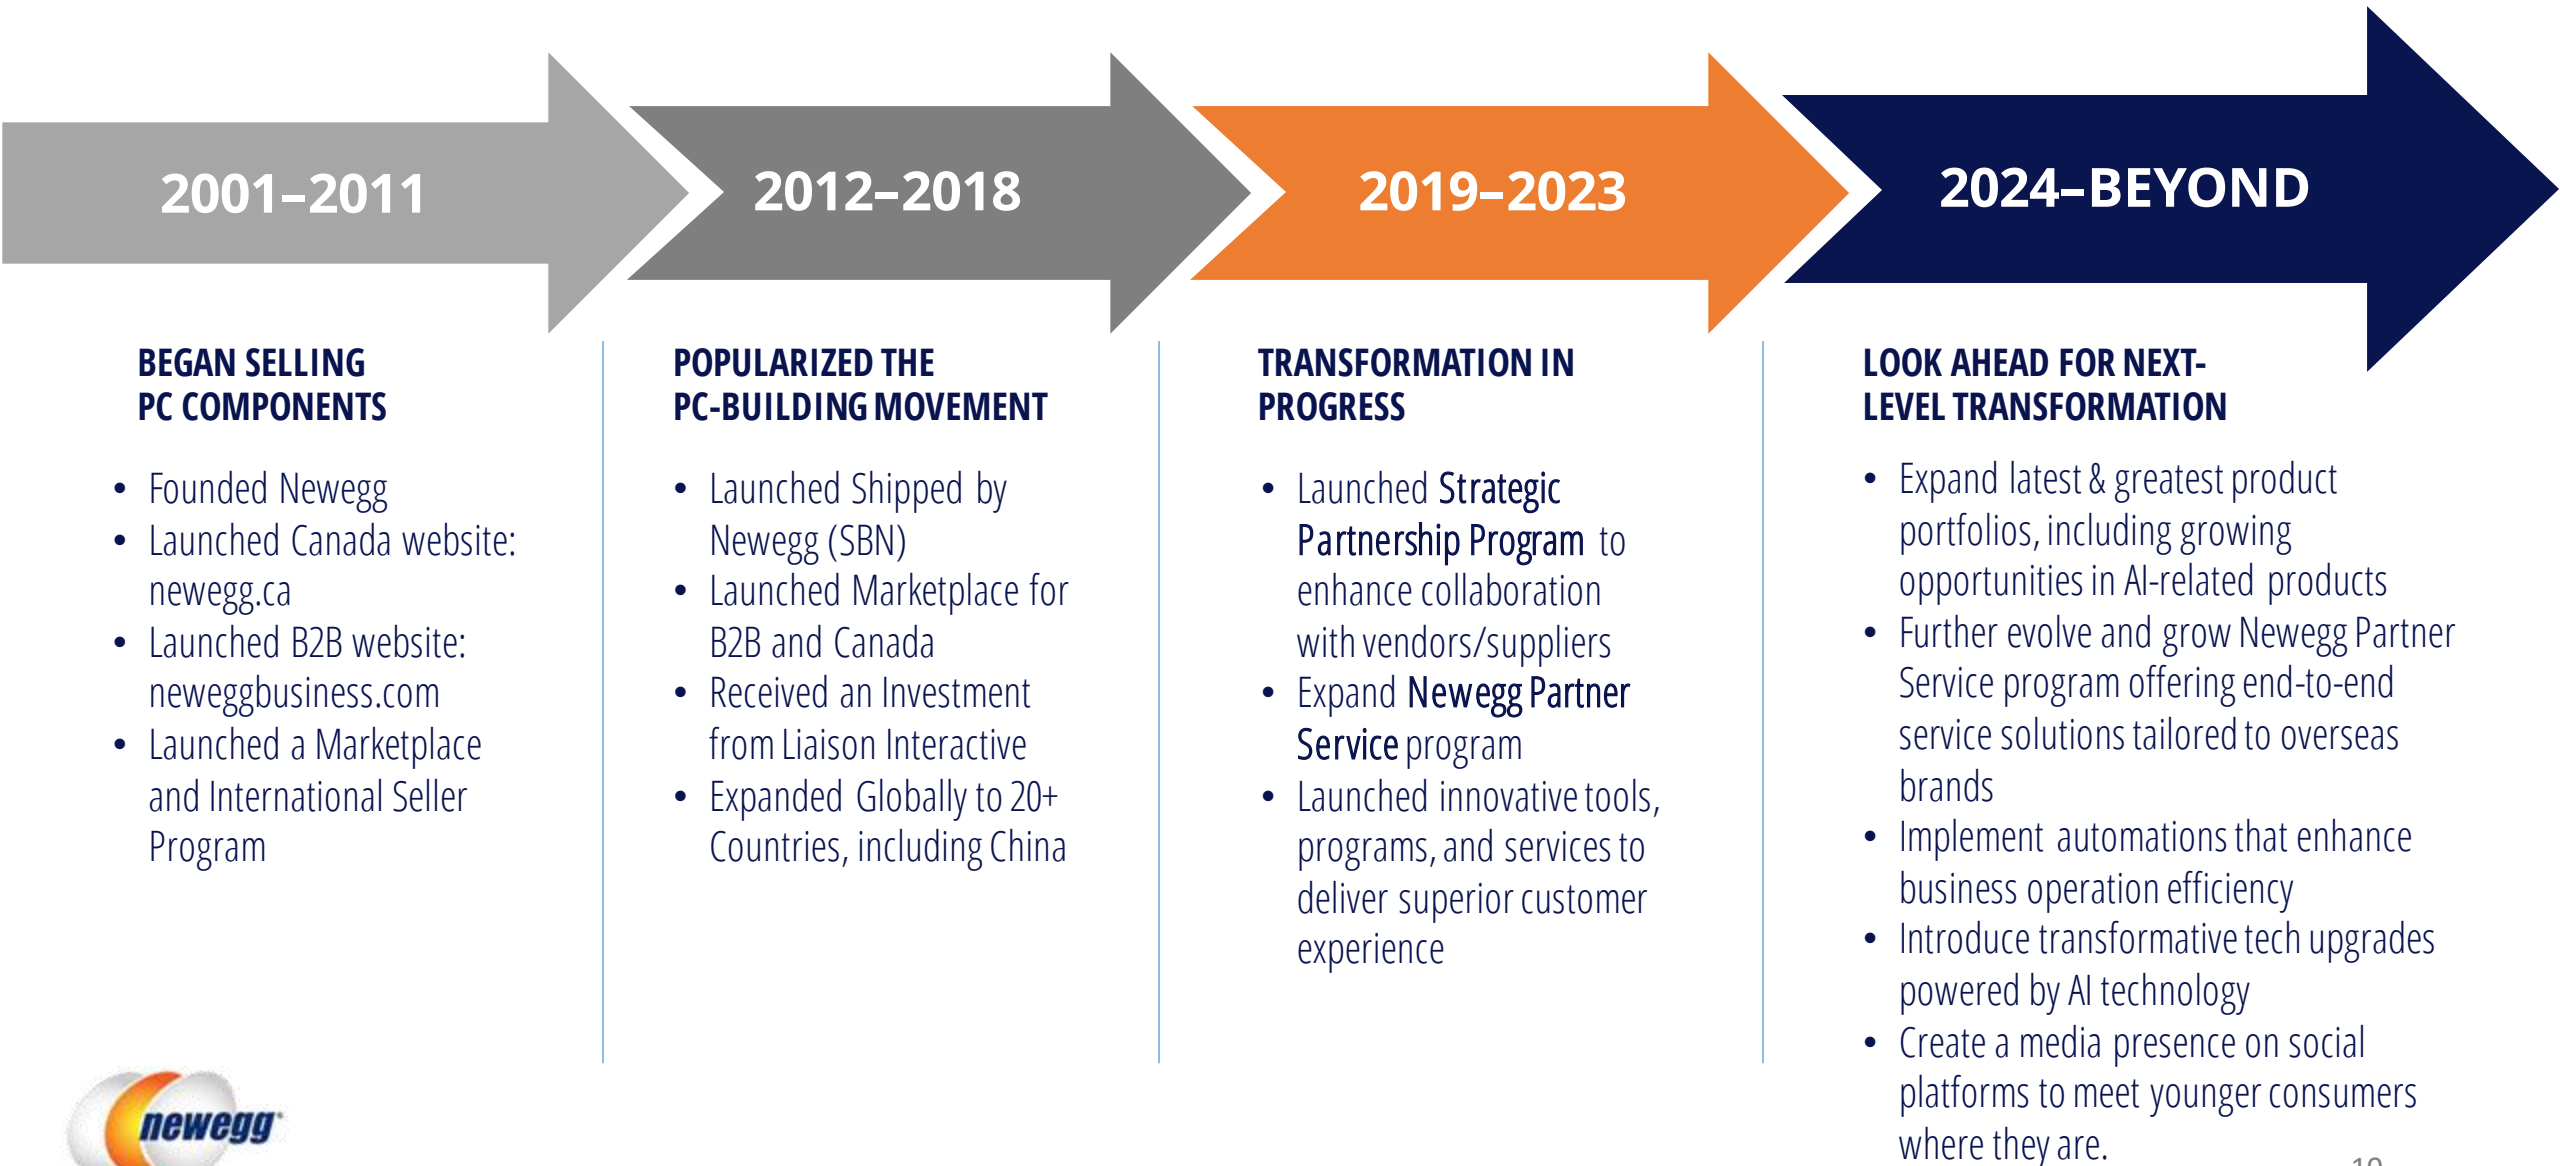 2001–2011
2012–2018
2019–2023
2024–BEYOND
BEGAN SELLING
PC COMPONENTS
• Founded Newegg
• Launched Canada website:
newegg.ca
• Launched B2B website:
neweggbusiness.com
• Launched a Marketplace
and International Seller
Program
POPULARIZED THE
PC-BUILDING MOVEMENT
• Launched Shipped by
Newegg (SBN)
• Launched Marketplace for
B2B and Canada
• Received an Investment
from Liaison Interactive
• Expanded Globally to 20+
Countries, including China
TRANSFORMATION IN
PROGRESS
• Launched Strategic
Partnership Program to
enhance collaboration
with vendors/suppliers
• Expand Newegg Partner
Service program
• Launched innovative tools,
programs, and services to
deliver superior customer
experience
LOOK AHEAD FOR NEXT-
LEVEL TRANSFORMATION
• Expand latest & greatest product
portfolios, including growing
opportunities in AI-related products
• Further evolve and grow Newegg Partner
Service program offering end-to-end
service solutions tailored to overseas
brands
• Implement automations that enhance
business operation efficiency
• Introduce transformative tech upgrades
powered by AI technology
• Create a media presence on social
platforms to meet younger consumers
where they are.
newegg